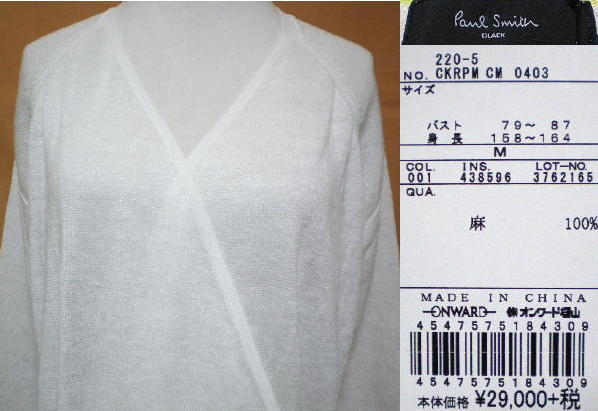 Paul Smith
BLACK
220-5
NO. CKRPM CM 0403
サイズ
バスト 79～ 87
身 長 158～164
M
COL. INS. LOT-NO.
001 438596 3762165
QUA.
麻 100%
MADE IN CHINA
ONWARD ㈱オンワード樫山
4547575184309
4547575184309
本体価格 ¥29,000+税